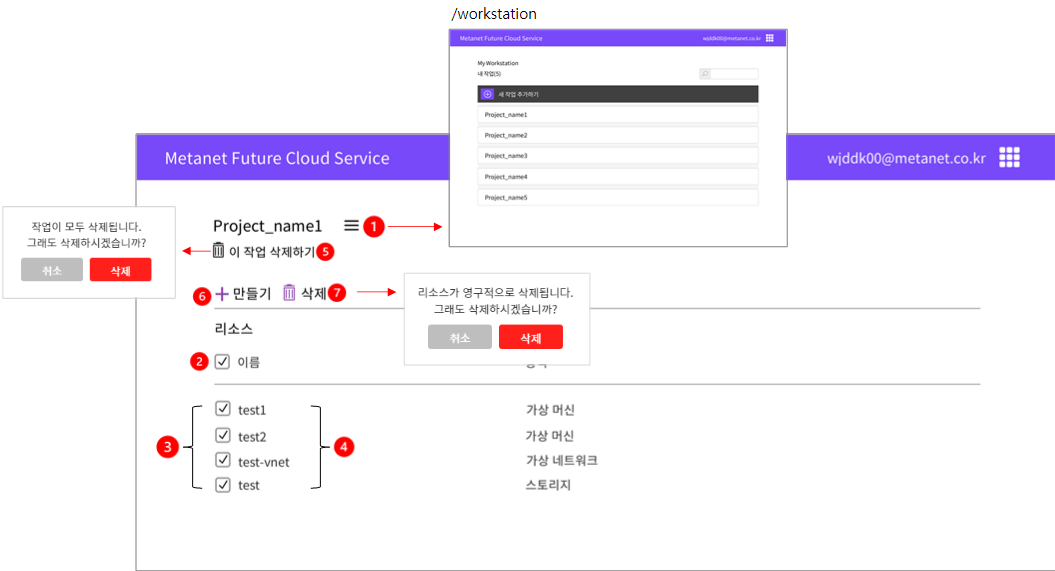 /workstation
Metanet Future Cloud Service
wjddk00@metanet.co.kr
My Workstation
내 작업(5)
새 작업 추가하기
Project_name1
Project_name2
Project_name3
Project_name4
Project_name5
Metanet Future Cloud Service
wjddk00@metanet.co.kr
Project_name1
1
이 작업 삭제하기
5
작업이 모두 삭제됩니다.
그래도 삭제하시겠습니까?
취소
삭제
6
만들기
삭제
7
리소스가 영구적으로 삭제됩니다.
그래도 삭제하시겠습니까?
취소
삭제
리소스
2
이름
3
4
test1
가상 머신
test2
가상 머신
test-vnet
가상 네트워크
test
스토리지